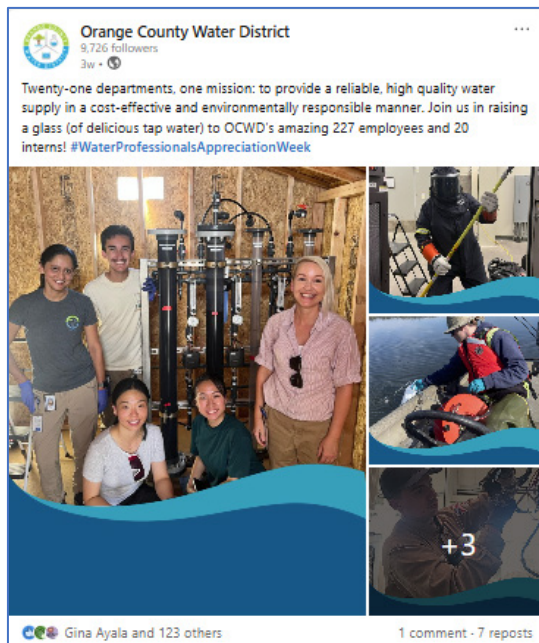 Orange County Water District
9,726 followers
3w •
Twenty-one departments, one mission: to provide a reliable, high quality water
supply in a cost-effective and environmentally responsible manner. Join us in raising
a glass (of delicious tap water) to OCWD's amazing 227 employees and 20
interns! #WaterProfessionalsAppreciationWeek
+3
Gina Ayala and 123 others
1 comment · 7 reposts